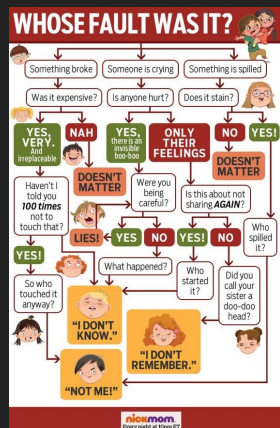 WHOSE FAULT WAS IT?
Something broke
Someone is crying
Something is spilled
Was it expensive?
Is anyone hurt?
Does it stain?
YES,
VERY.
And
irreplaceable
NAH
YES,
there is an
invisible
boo-boo
ONLY
THEIR
FEELINGS
NO
YES!
DOESN'T
MATTER
DOESN'T
MATTER
Haven't I
told you
100 times
not to
touch that?
Were you
being
careful?
Is this about not
sharing AGAIN?
LIES!
YES
NO
YES!
NO
Who
spilled
it?
YES!
What happened?
Who
started
it?
Did you
call your
sister a
doo-doo
head?
So who
touched it
anyway?
"I DON'T
KNOW."
"I DON'T
REMEMBER."
"NOT ME!"
nickmom.
Every night at 10pm ET